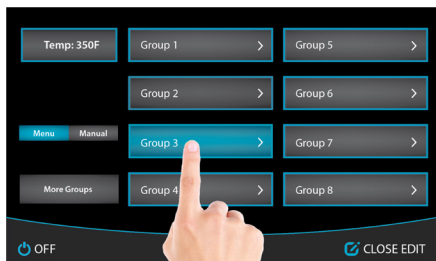 Temp: 350F
Group 1
Group 5
Group 2
Group 6
Menu Manual
Group 3
Group 7
More Groups
Group 4
Group 8
OFF
CLOSE EDIT